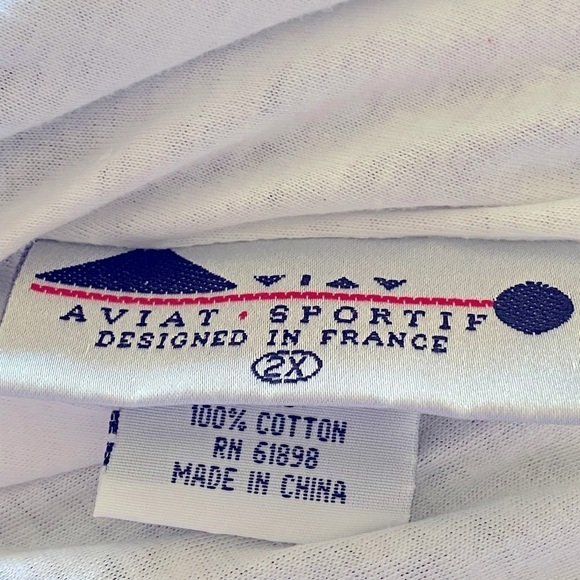 AVIAT · SPORTIF
DESIGNED IN FRANCE
2X
100% COTTON
RN 61898
MADE IN CHINA